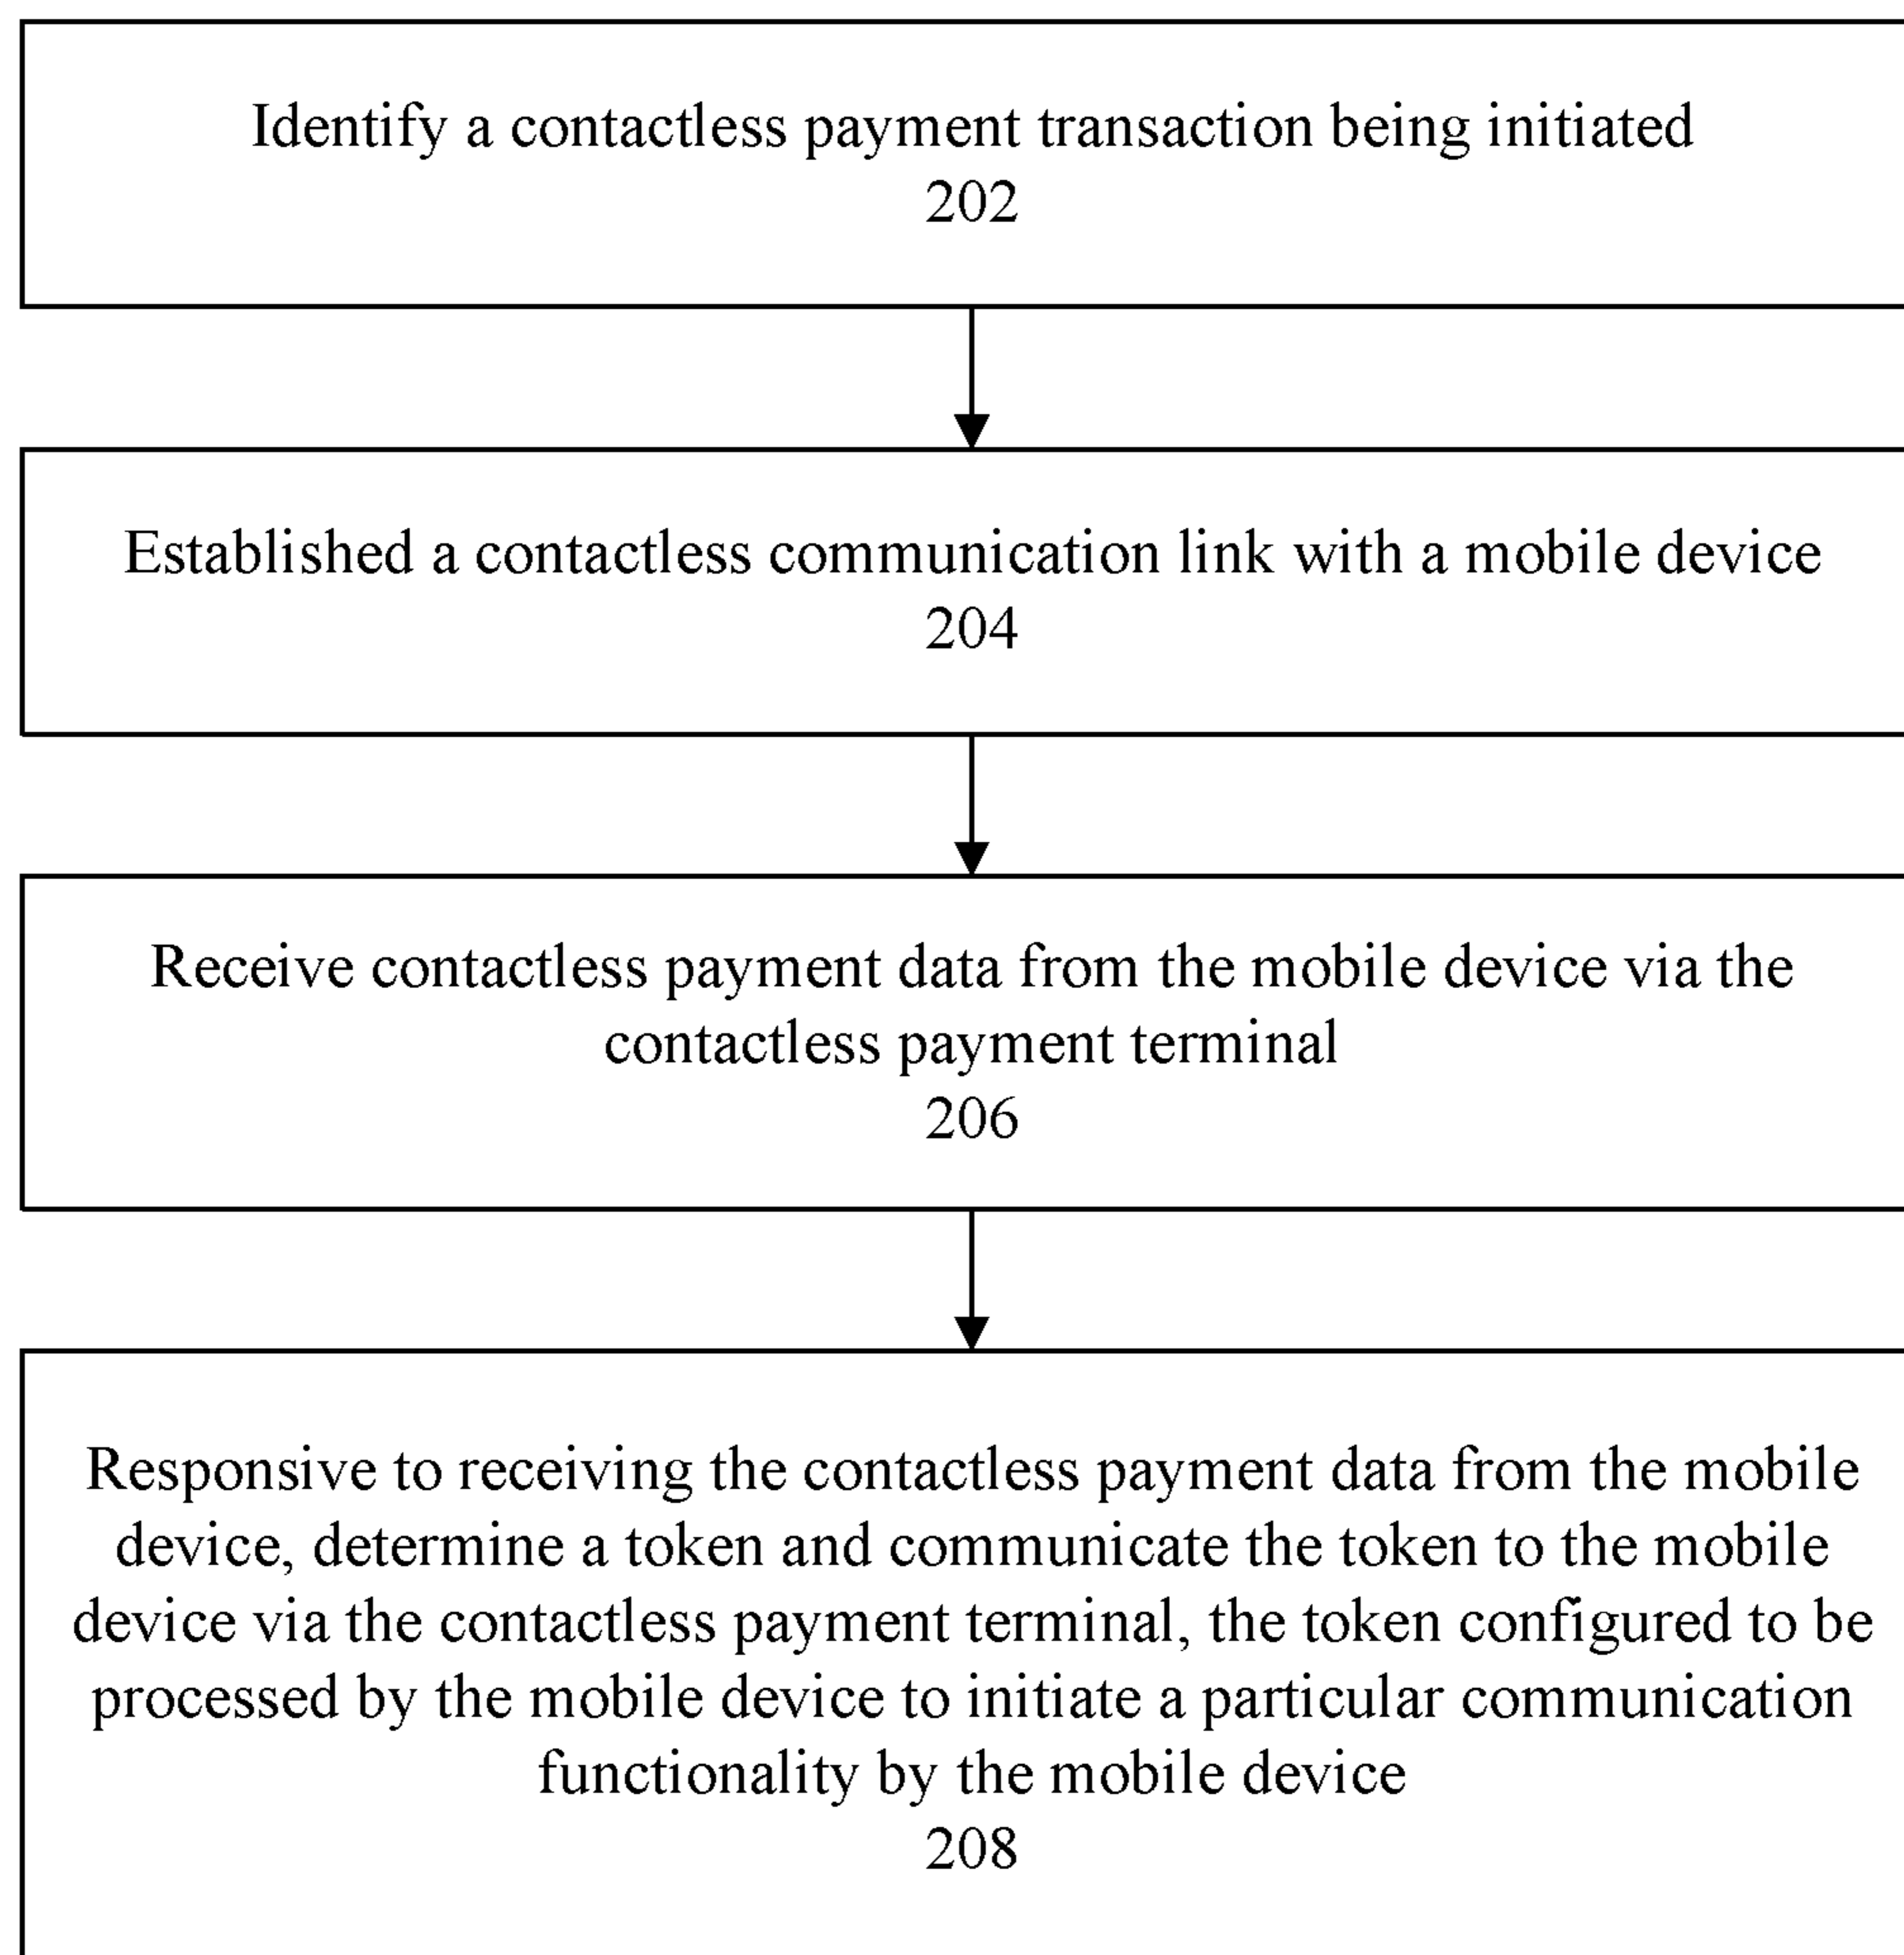 Identify a contactless payment transaction being initiated
202
Established a contactless communication link with a mobile device
204
Receive contactless payment data from the mobile device via the
contactless payment terminal
206
Responsive to receiving the contactless payment data from the mobile
device, determine a token and communicate the token to the mobile
device via the contactless payment terminal, the token configured to be
processed by the mobile device to initiate a particular communication
functionality by the mobile device
208